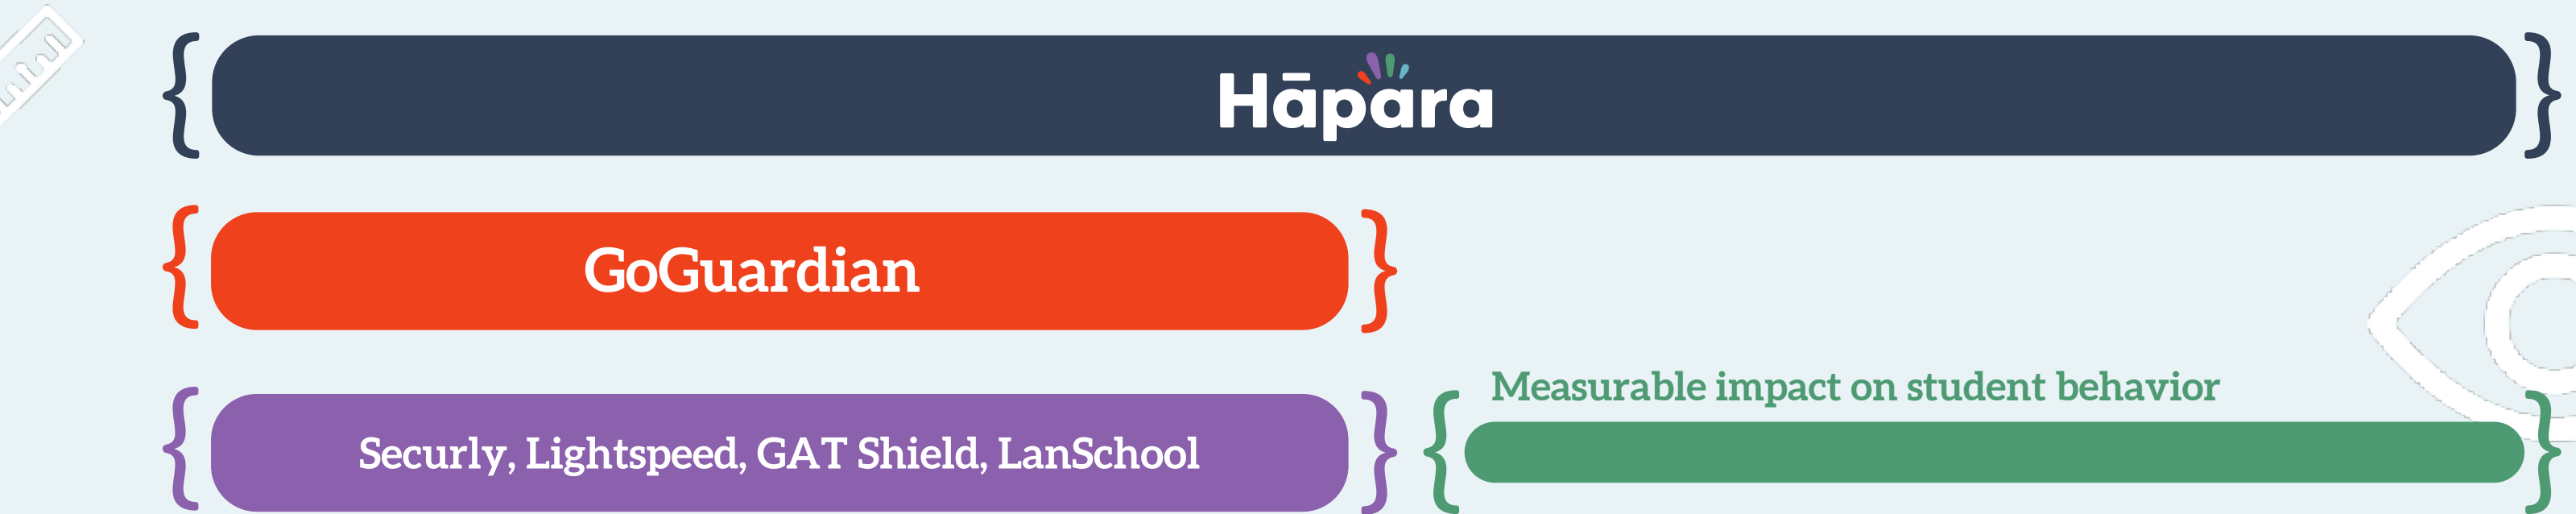 Hāpara
GoGuardian
Measurable impact on student behavior
Securly, Lightspeed, GAT Shield, LanSchool